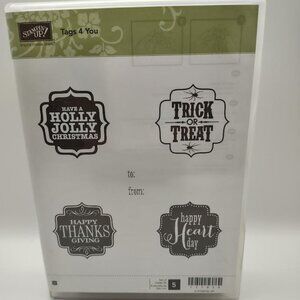 STAMPIN' UP!
Tags 4 You
HAVE A
HOLLY
JOLLY
CHRISTMAS
TRICK
OR
TREAT
to:
from:
HAPPY
THANKS
GIVING
happy
Heart
day
5